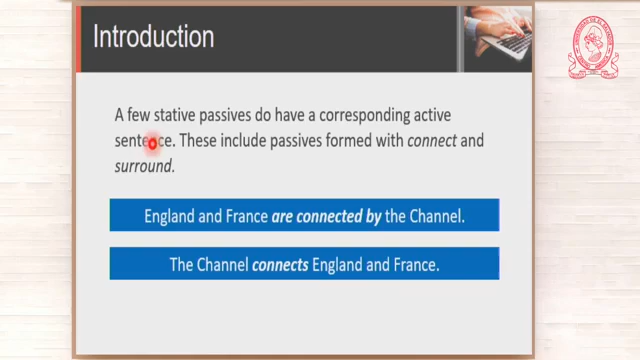 Introduction
A few stative passives do have a corresponding active
sentence. These include passives formed with connect and
surround.
England and France are connected by the Channel.
The Channel connects England and France.